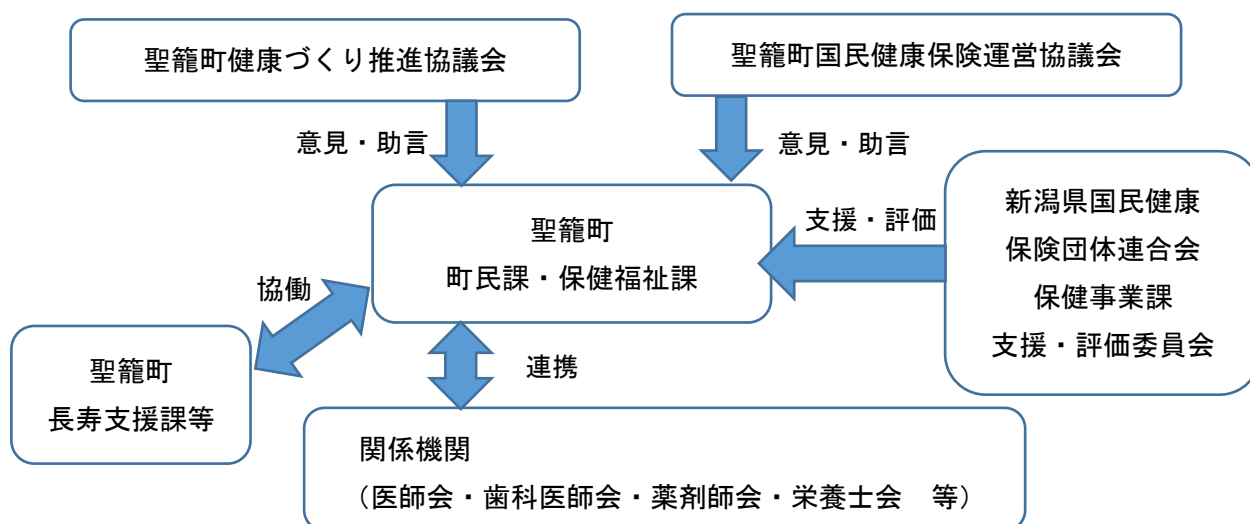 聖籠町健康づくり推進協議会
聖籠町国民健康保険運営協議会
意見・助言
意見・助言
聖籠町
町民課・保健福祉課
支援・評価
新潟県国民健康
保険団体連合会
保健事業課
支援・評価委員会
協働
聖籠町
長寿支援課等
連携
関係機関
（医師会・歯科医師会・薬剤師会・栄養士会　等）